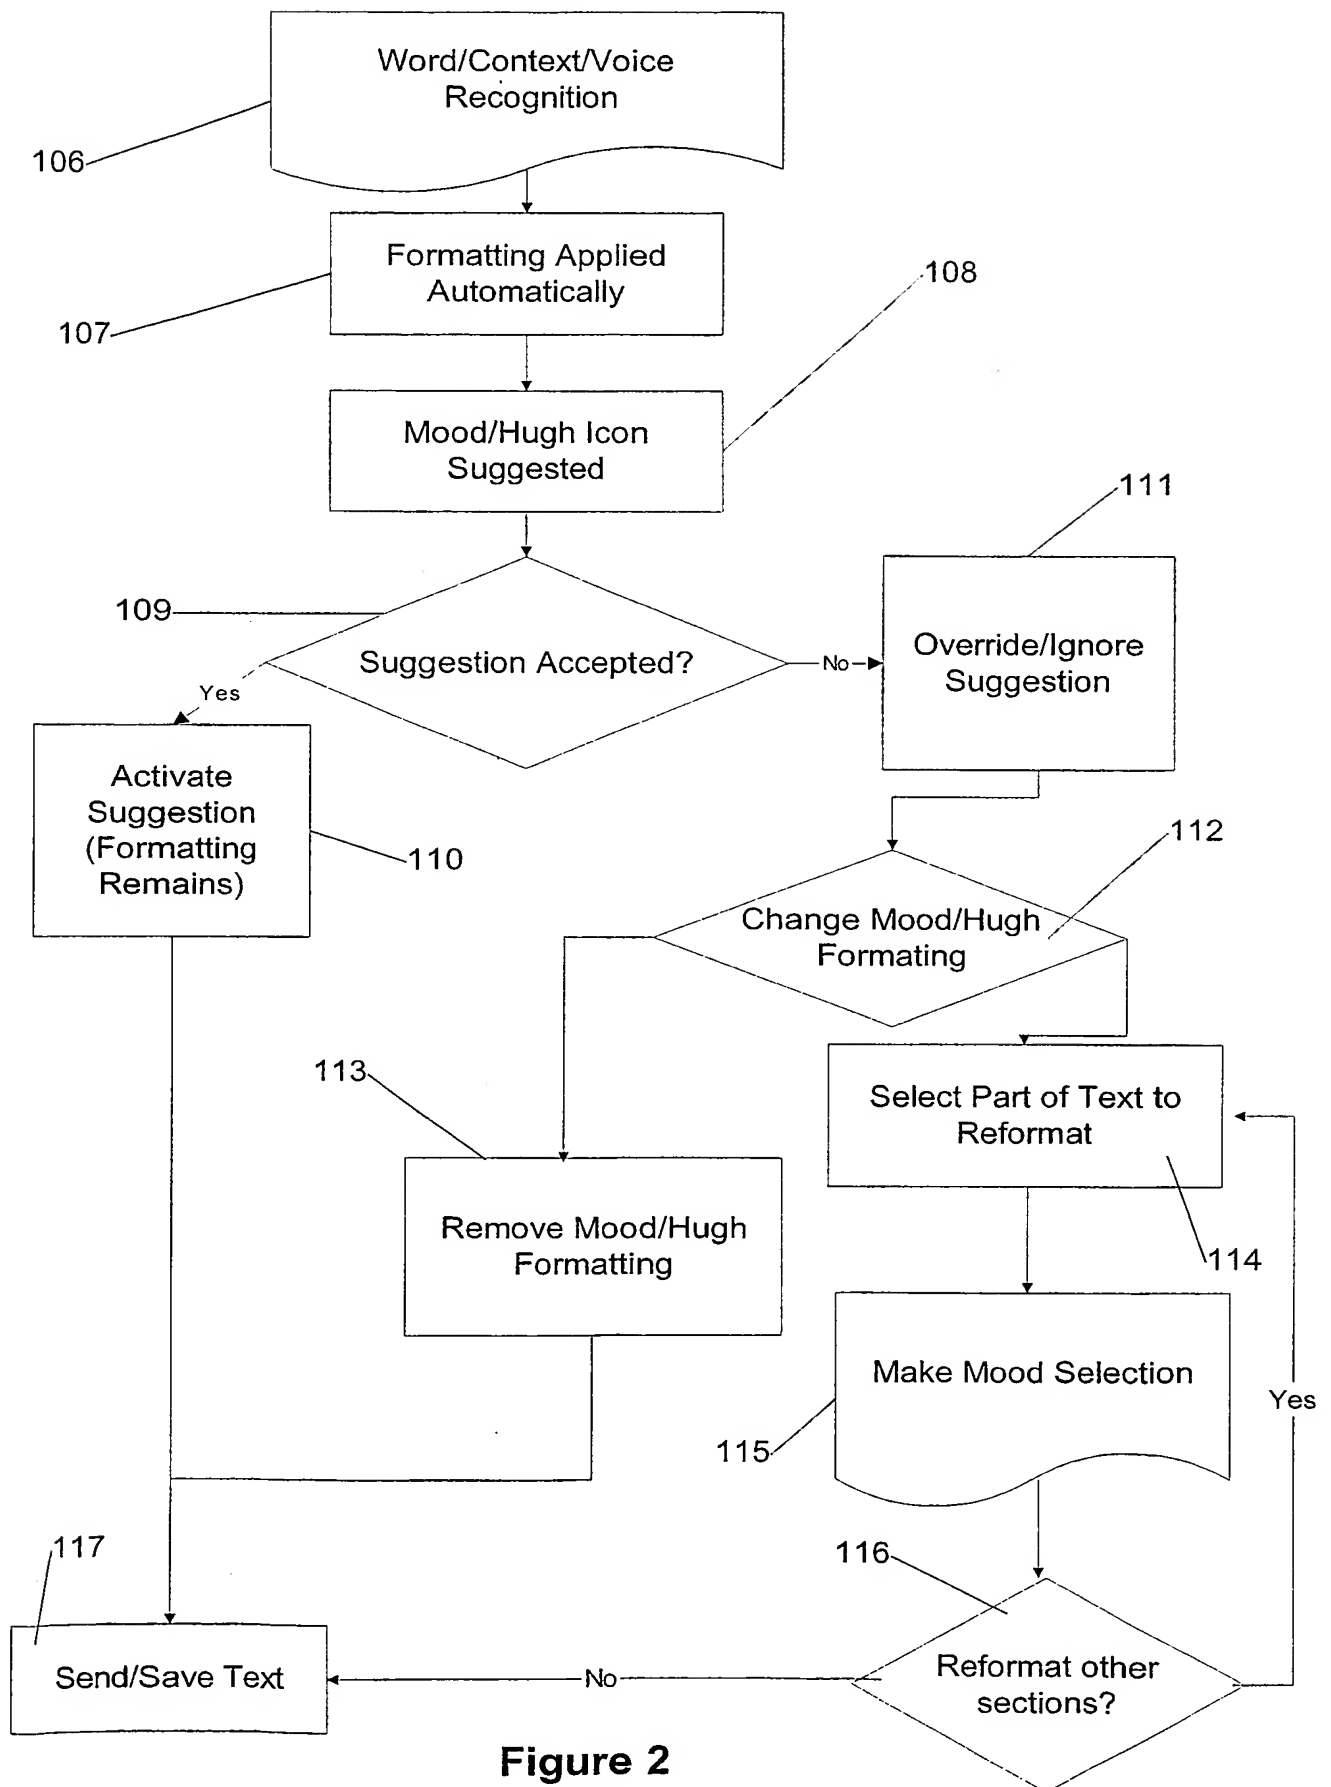 Word/Context/Voice
Recognition
106
Formatting Applied
Automatically
107
108
Mood/Hugh Icon
Suggested
111
109
Suggestion Accepted?
No
Override/Ignore
Suggestion
Yes
Activate
Suggestion
(Formatting
Remains)
110
112
Change Mood/Hugh
Formating
113
Select Part of Text to
Reformat
Remove Mood/Hugh
Formatting
114
Make Mood Selection
Yes
115
117
116
Send/Save Text
No
Reformat other
sections?
Figure 2